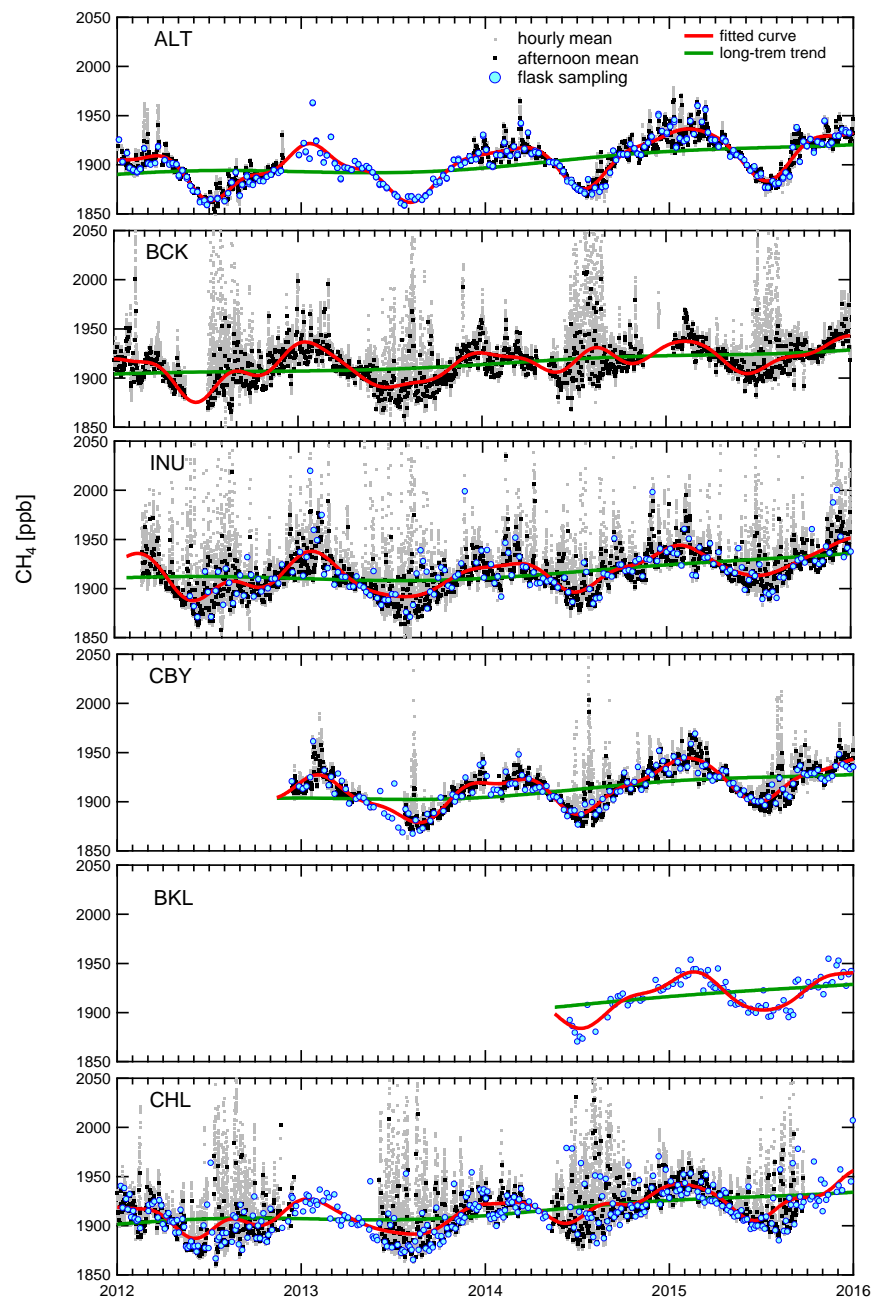 2050
ALT
hourly mean
fitted curve
2000
afternoon mean
long-trem trend
flask sampling
1950
1900
1850
2050
BCK
2000
1950
1900
1850
2050
INU
2000
1950
1900
1850
CH4 [ppb]
2050
CBY
2000
1950
1900
1850
2050
BKL
2000
1950
1900
1850
2050
CHL
2000
1950
1900
1850
2012 2013 2014 2015 2016